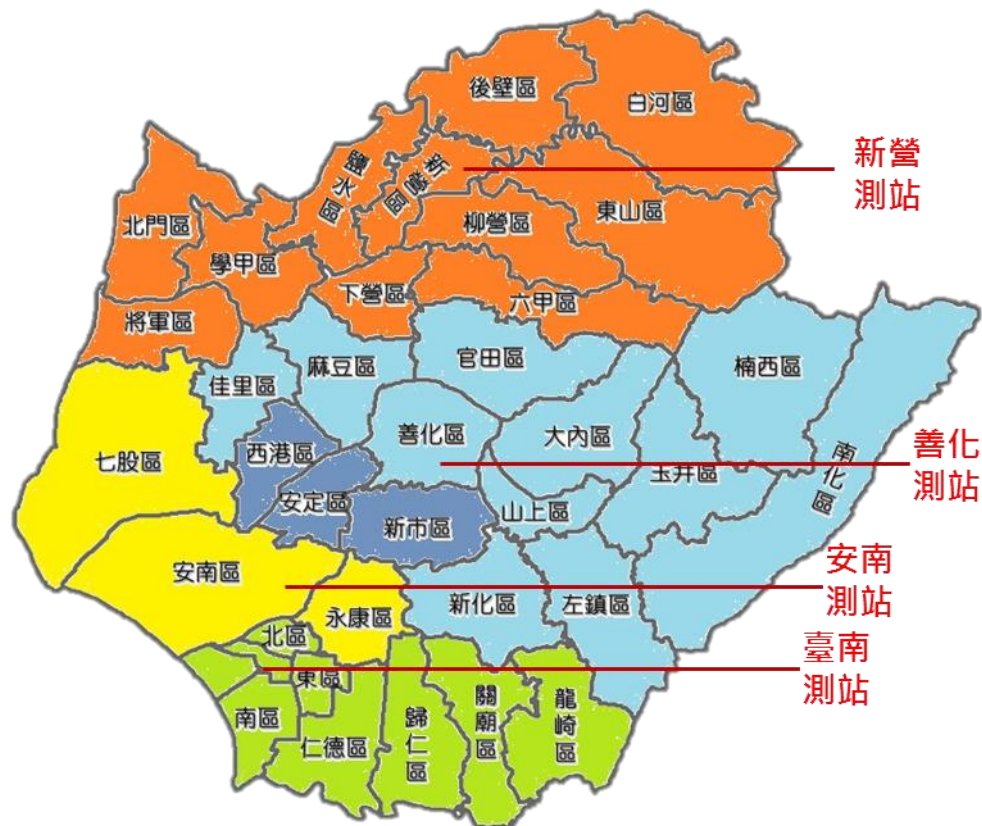 後壁區
白河區
新營
測站
鹽水區
新營區
北門區
東山區
柳營區
學甲區
下營區
六甲區
將軍區
麻豆區
官田區
楠西區
佳里區
善化區
大內區
西港區
七股區
南化區
善化
測站
玉井區
安定區
新市區
山上區
安南區
安南
測站
新化區
左鎮區
永康區
北區
臺南
測站
東區
南區
仁德區
歸仁區
關廟區
龍崎區